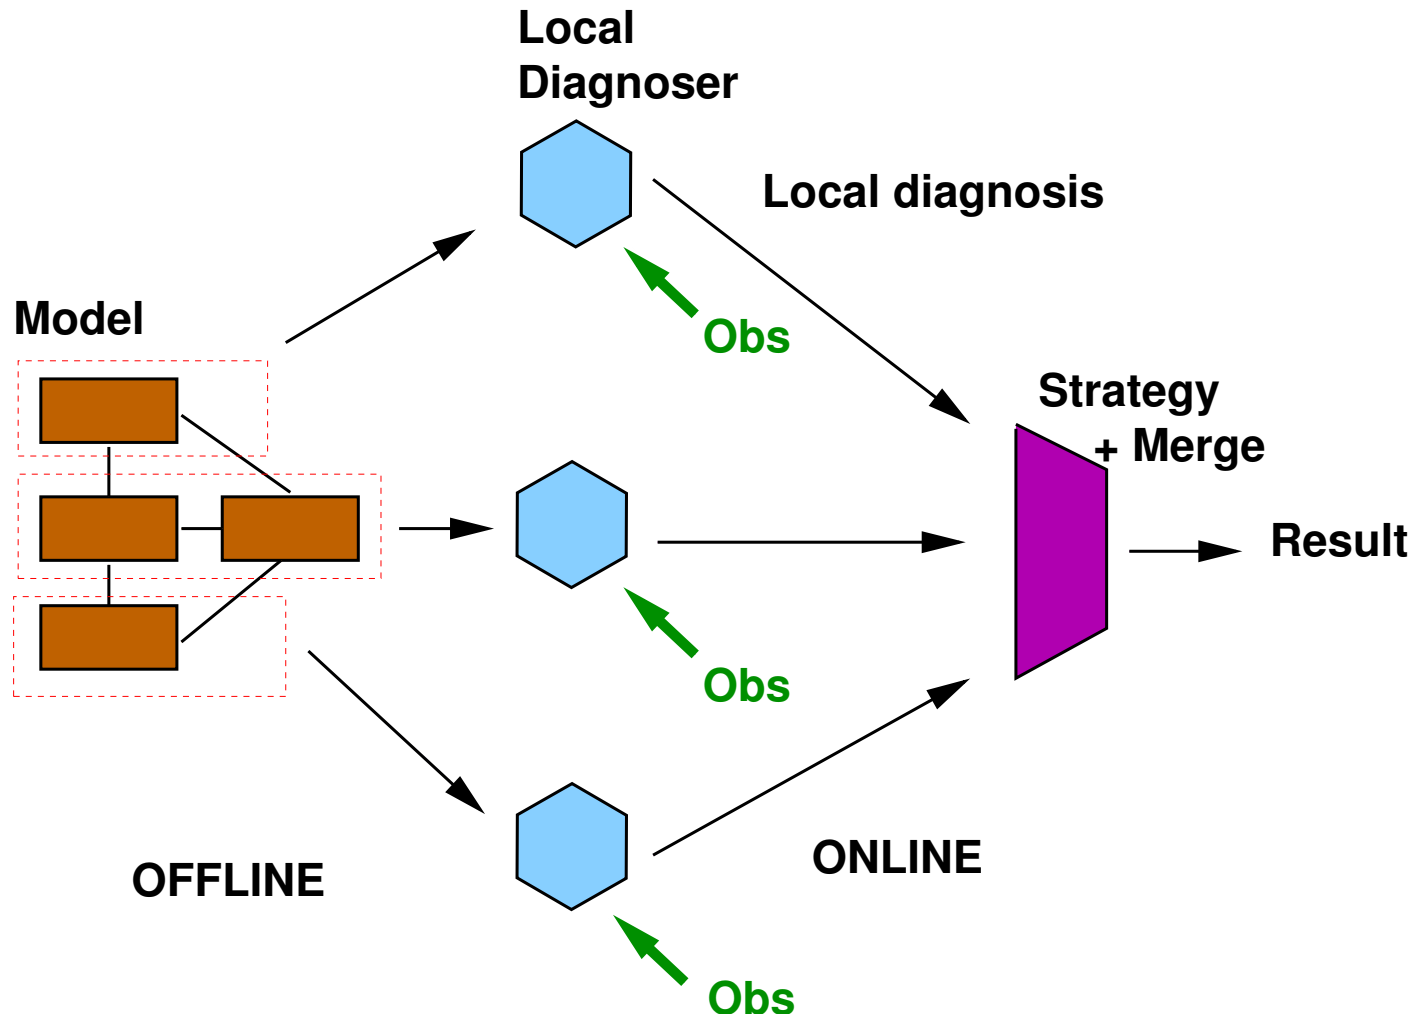 Local
Diagnoser
Local diagnosis
Model
Obs
Strategy
+ Merge
Result
Obs
OFFLINE
ONLINE
Obs